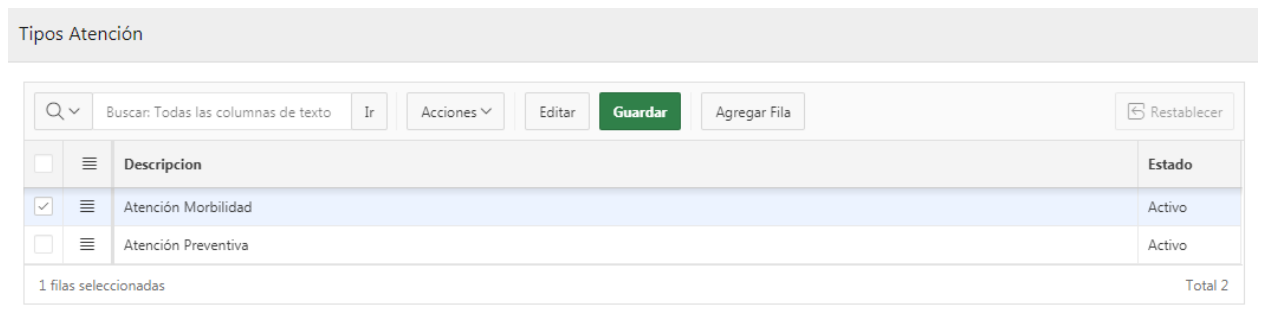 Tipos Atención
Buscar: Todas las columnas de texto Ir Acciones Editar Guardar Agregar Fila Restablecer
Descripcion Estado
Atención Morbilidad Activo
Atención Preventiva Activo
1 filas seleccionadas Total 2